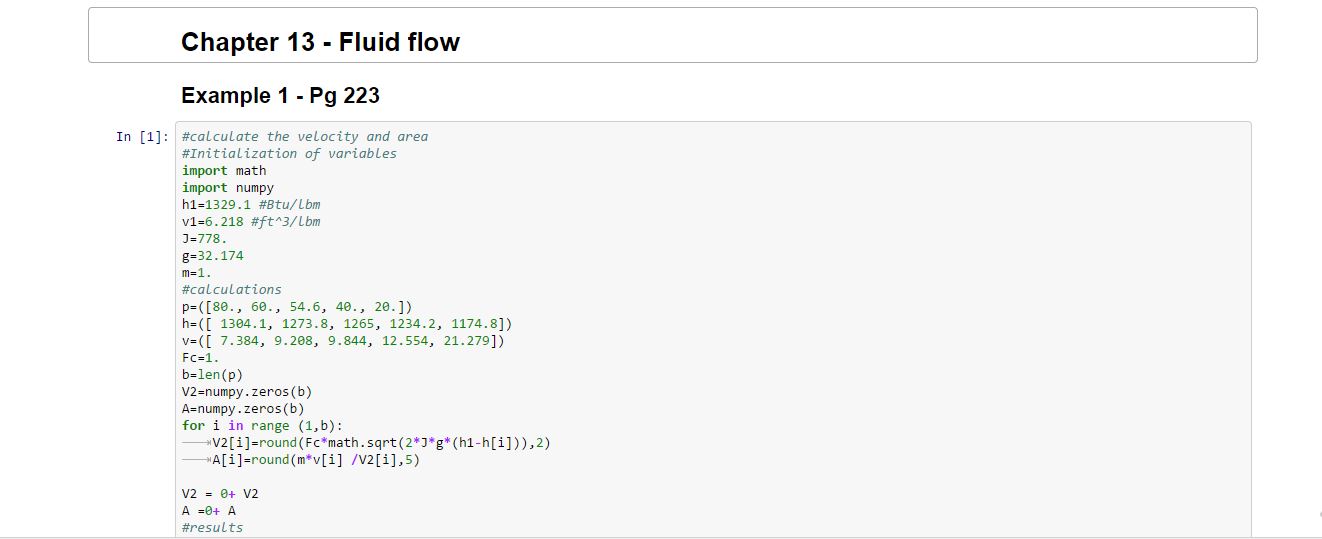 Chapter 13 - Fluid flow
Example 1 - Pg 223
In [1]: #calculate the velocity and area
#Initialization of variables
import math
import numpy
h1=1329.1 #Btu/lbm
v1=6.218 #ft^3/lbm
J=778.
g=32.174
m=1.
#calculations
p=([80., 60., 54.6, 40., 20.])
h=([ 1304.1, 1273.8, 1265, 1234.2, 1174.8])
v=([ 7.384, 9.208, 9.844, 12.554, 21.279])
Fc=1.
b=len(p)
V2=numpy.zeros(b)
A=numpy.zeros(b)
for i in range (1,b):
V2[i]=round(Fc*math.sqrt(2*J*g*(h1-h[i])),2)
A[i]=round(m*v[i] /V2[i],5)
V2 = 0+ V2
A =0+ A
#results